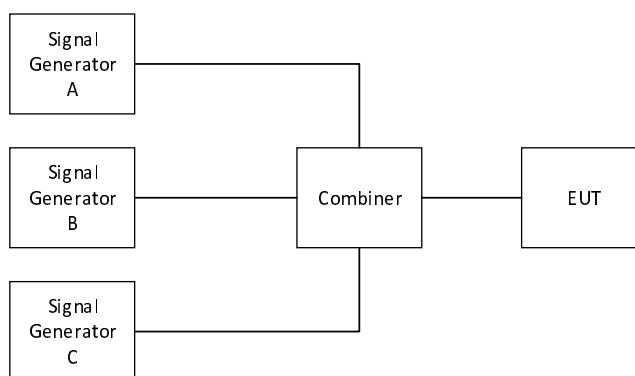 Signal
Generator
A
Signal
Generator
B
Combiner
EUT
Signal
Generator
C